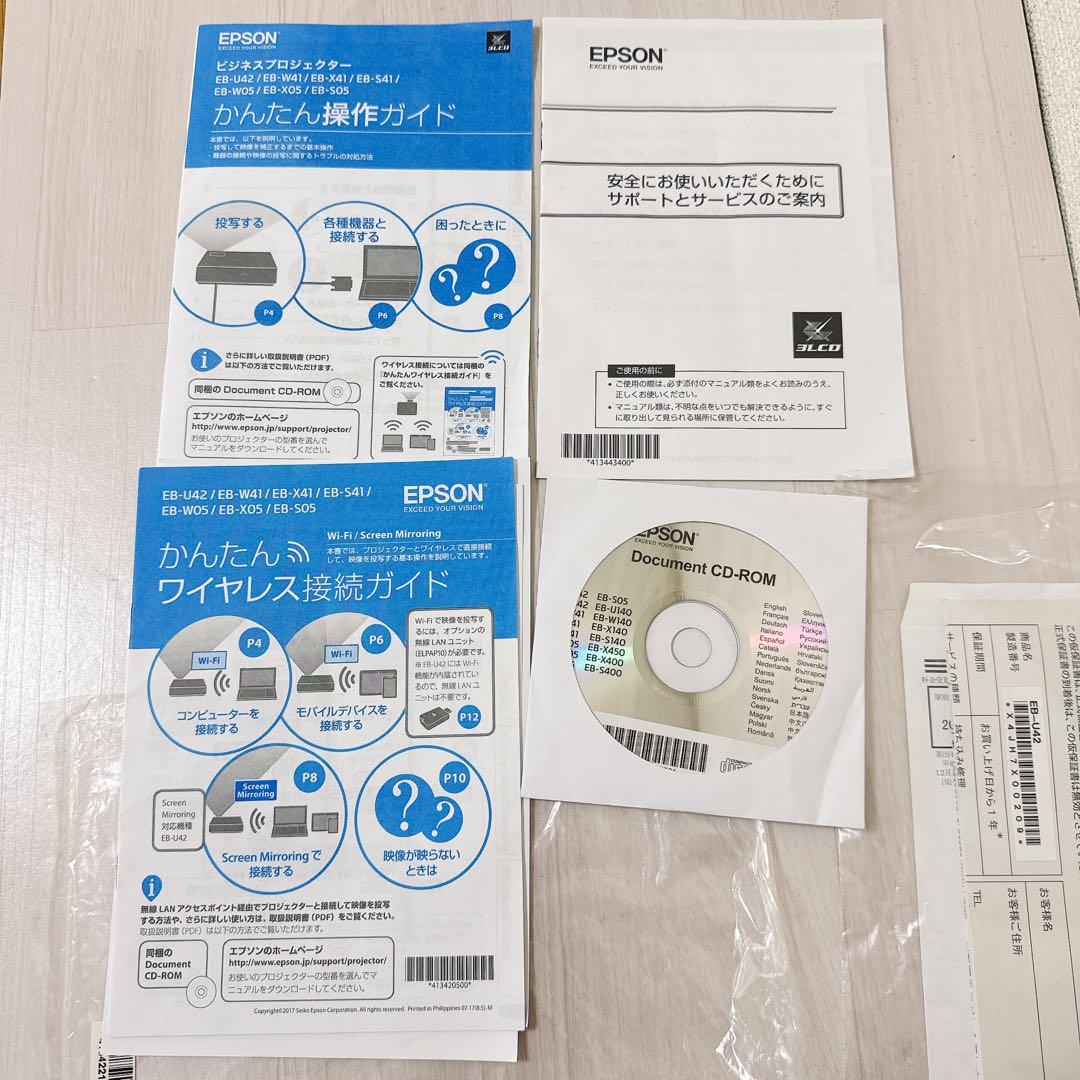 EPSON
EXCEED YOUR VISION
3LCD
ビジネスプロジェクター
EB-U42 / EB-W41 / EB-X41 / EB-S41 /
EB-W05 / EB-X05 / EB-S05
かんたん操作ガイド
本書では、以下を説明しています。
・投写して映像を補正するまでの基本操作
・機器の接続や映像の投写に関するトラブルの対処方法
投写する
P4
各種機器と
接続する
P6
困ったときに
P8
さらに詳しい取扱説明書（PDF）
は以下の方法でご覧いただけます。
同梱の Document CD-ROM
エプソンのホームページ
http://www.epson.jp/support/projector/
お使いのプロジェクターの型番を選んで
マニュアルをダウンロードしてください。
ワイヤレス接続については同梱の
『かんたんワイヤレス接続ガイド』を
ご覧ください。
EPSON
EXCEED YOUR VISION
安全にお使いいただくために
サポートとサービスのご案内
3LCD
ご使用の前に
• ご使用の際は、必ず添付のマニュアル類をよくお読みのうえ、
正しくお使いください。
• マニュアル類は、不明な点をいつでも解決できるように、すぐ
に取り出して見られる場所に保管してください。
*413443400*
EB-U42 / EB-W41 / EB-X41 / EB-S41 /
EB-W05 / EB-X05 / EB-S05
EPSON
EXCEED YOUR VISION
Wi-Fi / Screen Mirroring
本書では、プロジェクターとワイヤレスで直接接続
して、映像を投写する基本操作を説明しています。
かんたん
ワイヤレス接続ガイド
P4
Wi-Fi
コンピューターを
接続する
P6
Wi-Fi
モバイルデバイスを
接続する
Wi-Fi で映像を投写す
るには、オプションの
無線 LAN ユニット
(ELPAP10) が必要です。
※ EB-U42 には Wi-Fi
機能が内蔵されてい
るので、無線 LAN ユ
ニットは不要です。
P12
Screen
Mirroring
対応機種
EB-U42
P8
Screen
Mirroring
Screen Mirroring で
接続する
P10
映像が映らない
ときは
無線 LAN アクセスポイント経由でプロジェクターと接続して映像を投写
する方法や、さらに詳しい使い方は、取扱説明書（PDF）をご覧ください。
取扱説明書（PDF）は以下の方法でご覧いただけます。
同梱の
Document
CD-ROM
エプソンのホームページ
http://www.epson.jp/support/projector/
お使いのプロジェクターの型番を選んでマ
ニュアルをダウンロードしてください。
*413420500*
Copyright©2017 Seiko Epson Corporation. All rights reserved. Printed in Philippines 07.17(8.5)-M
EPSON
EXCEED YOUR VISION
Document CD-ROM
EB-S05
EB-U140
EB-W140
EB-X140
EB-S140
EB-X450
EB-X400
EB-S400
English
Français
Deutsch
Italiano
Español
Català
Português
Nederlands
Dansk
Suomi
Norsk
Svenska
Česky
Magyar
Polski
Română
Türkçe
Русский
Hrvatski
العربية
עברית
日本語
商品名
製造番号
EB-U42
*X4JH7X00209*
保証期間
お買い上げ日から1年*
お客様名
お客様ご住所
TEL